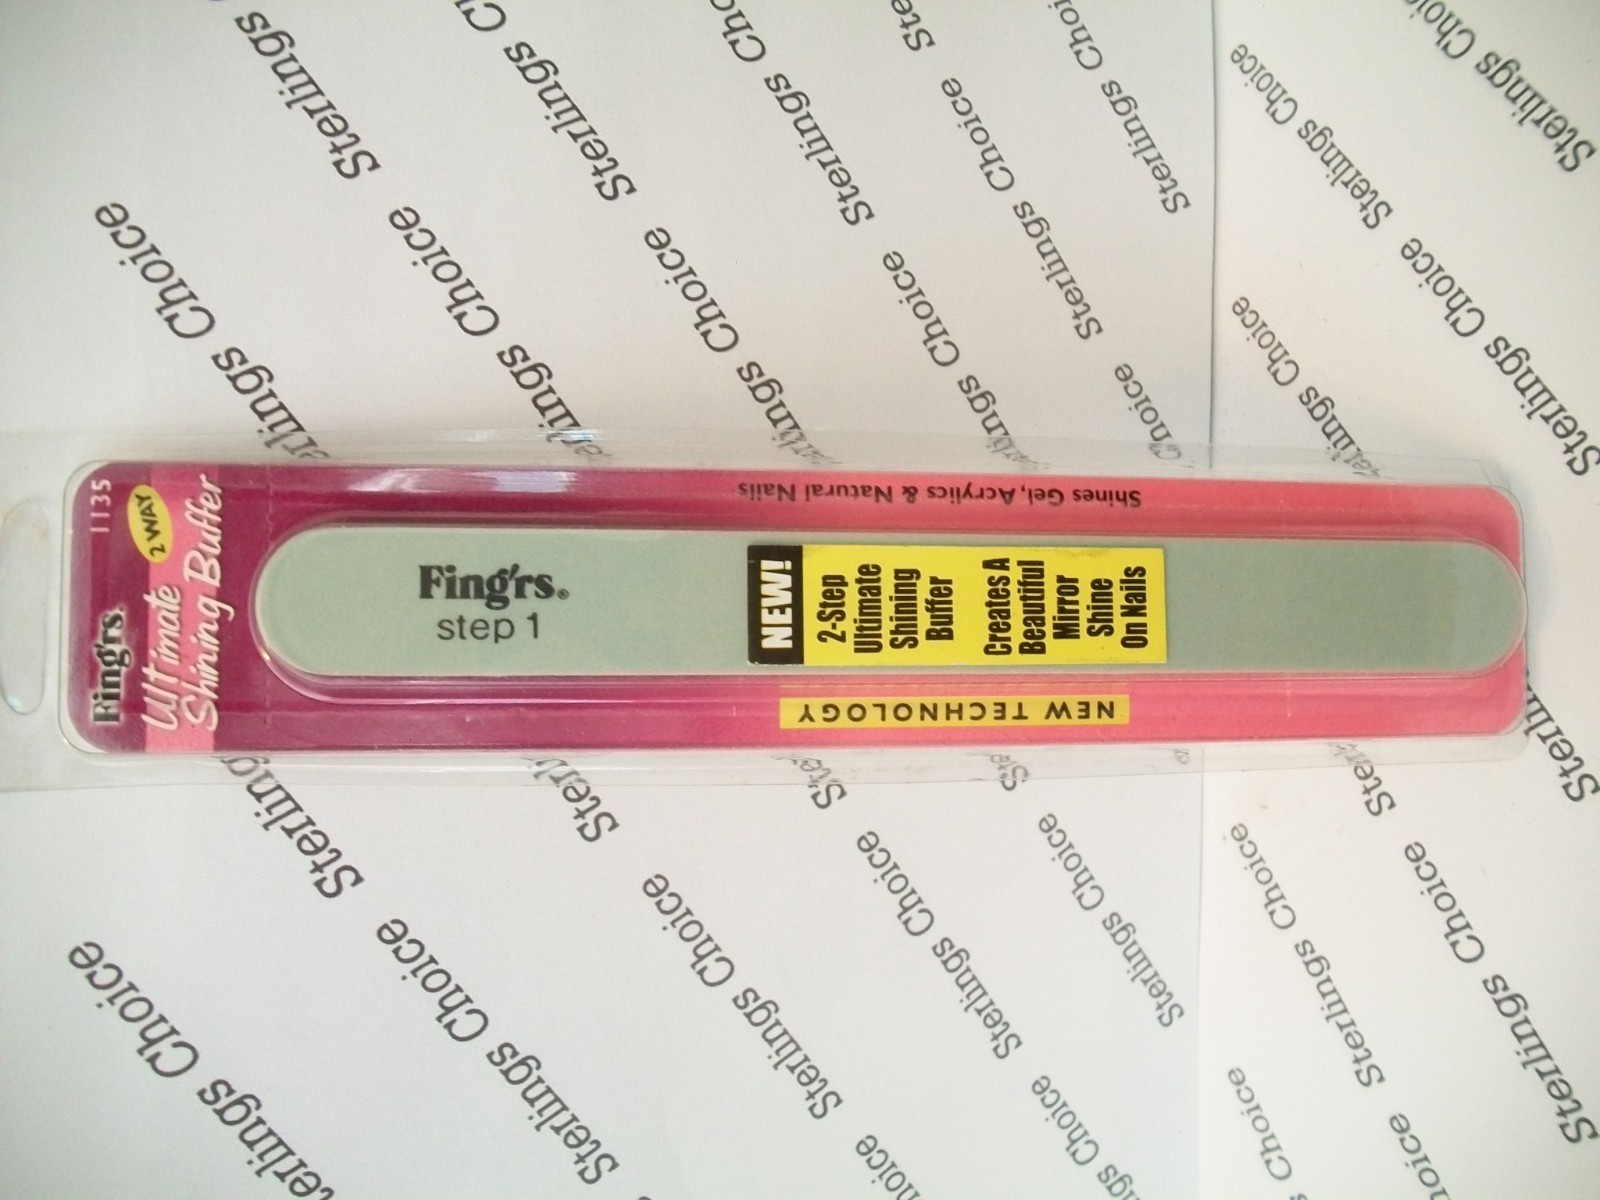 1135
Fing'rs
2 WAY
Ultimate
Shining Buffer
Shines Gel, Acrylics & Natural Nails
Fing'rs®
step 1
NEW!
2-Step
Ultimate
Shining
Buffer
Creates A
Beautiful
Mirror
Shine
On Nails
NEW TECHNOLOGY
Sterlings Choice Sterlings Choice
Sterlings Choice Sterlings Choice
Sterlings Choice Sterlings Choice
Sterlings Choice Sterlings Choice
Sterlings Choice Sterlings Choice
Sterlings Choice Sterlings Choice